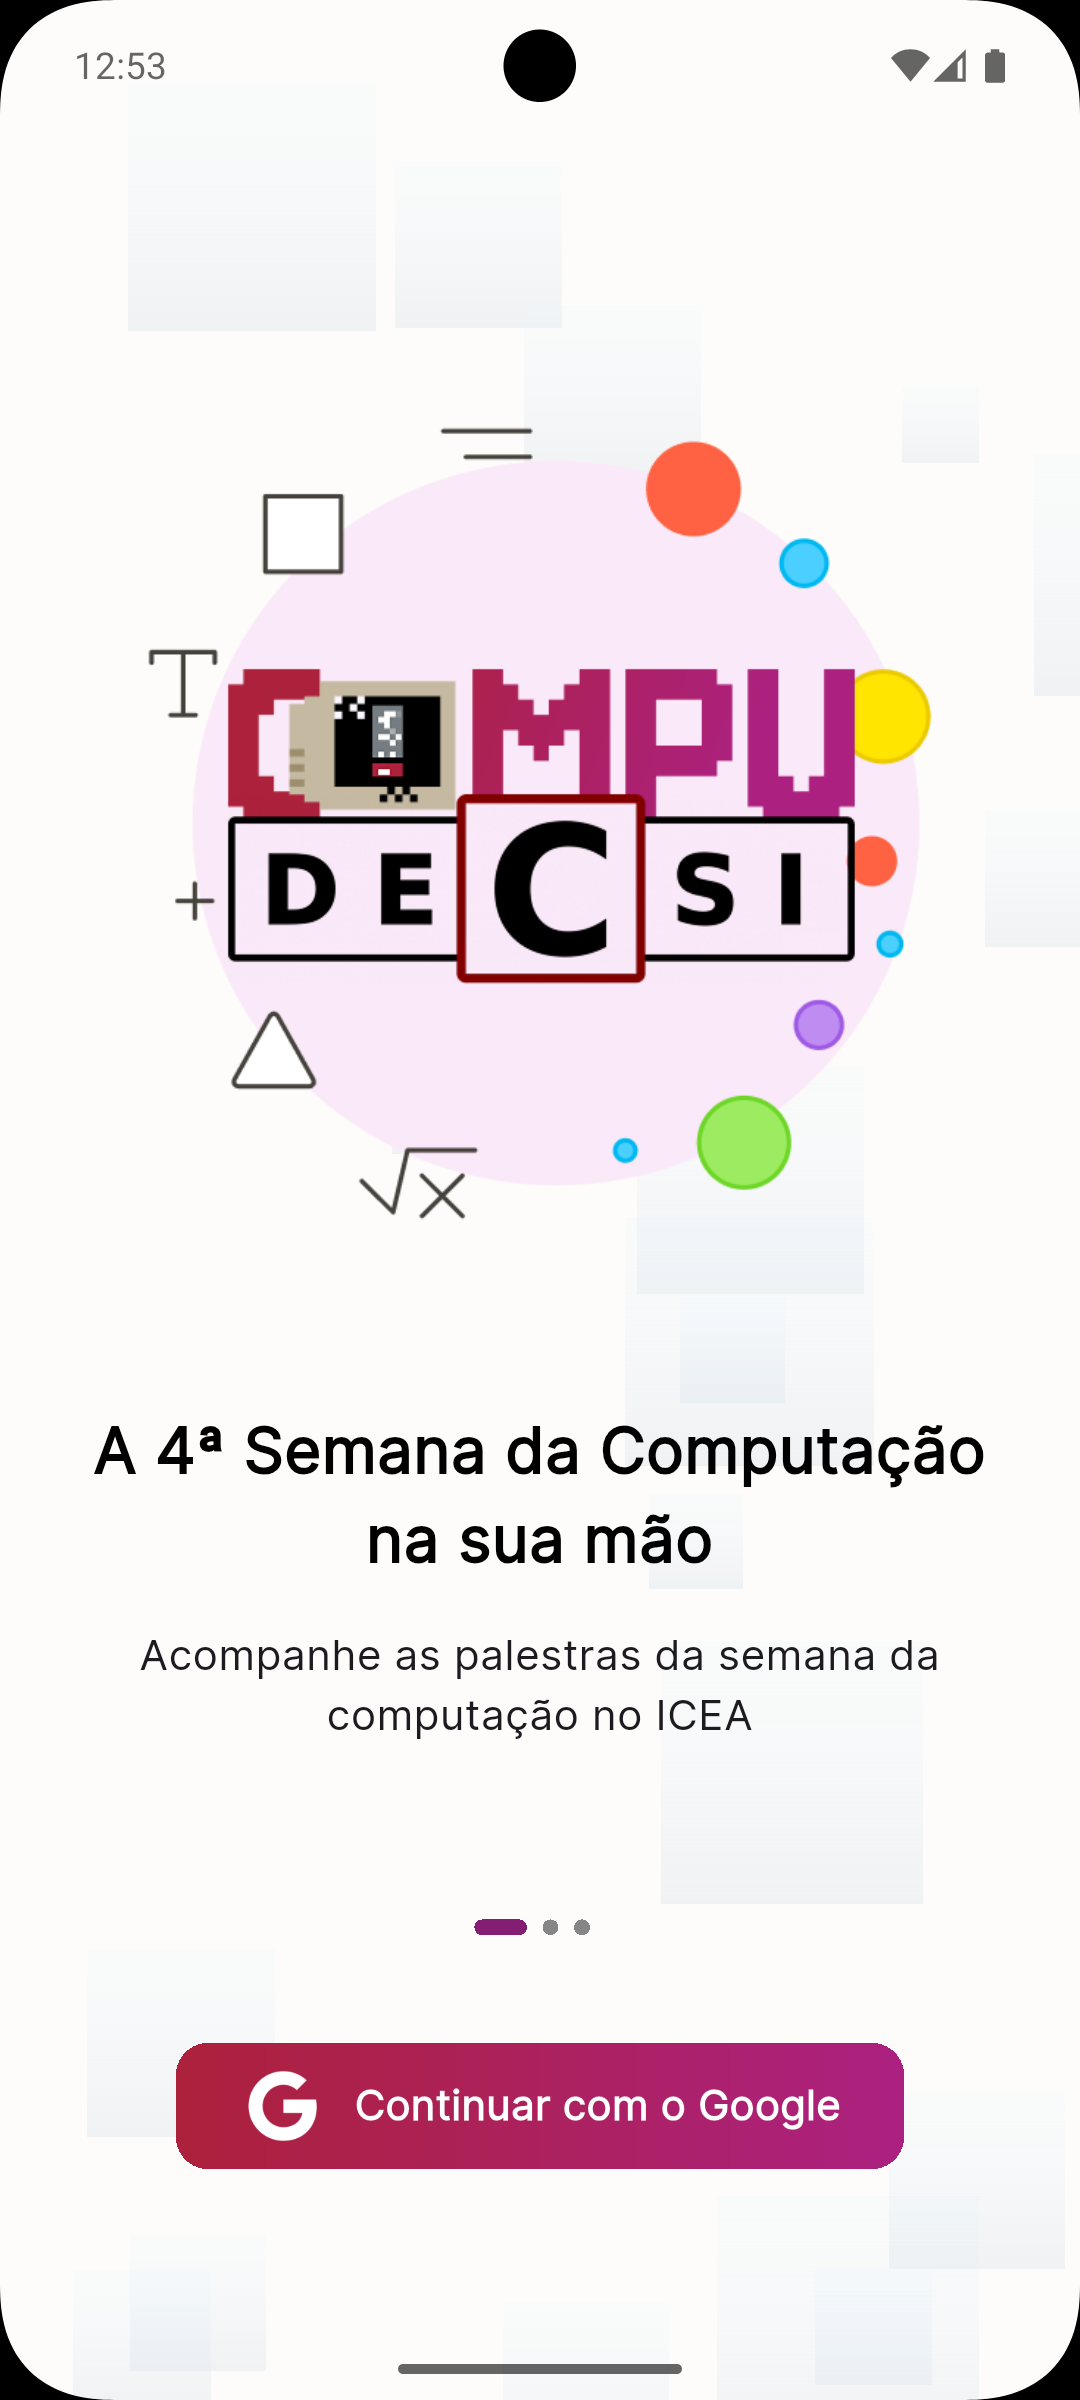 12:53
T
COMPU
DECSI
+
√x
A 4ª Semana da Computação
na sua mão
Acompanhe as palestras da semana da
computação no ICEA
G Continuar com o Google